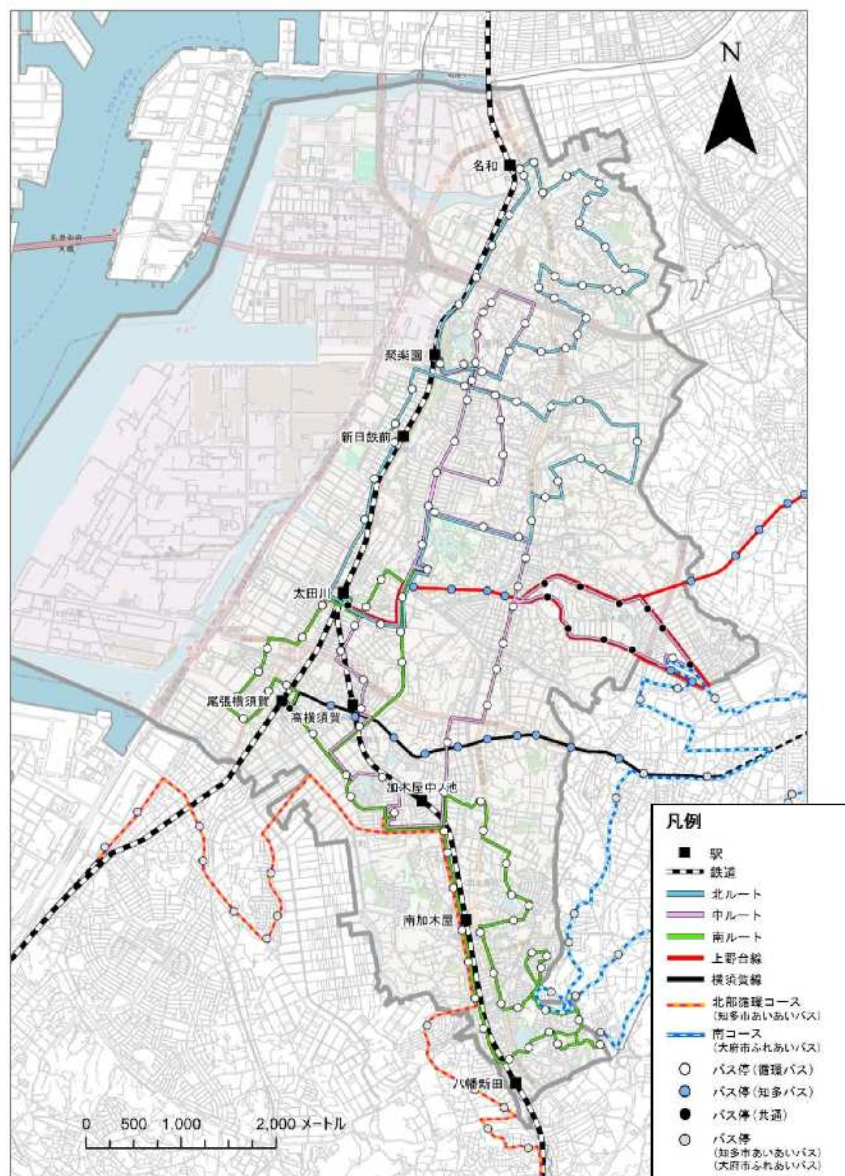 N
名和
聚楽園
新日鉄前
太田川
尾張横須賀
高横須賀
加木屋中ノ池
南加木屋
八幡新田
0 500 1,000 2,000 メートル
凡例
駅
鉄道
北ルート
中ルート
南ルート
上野台線
横須賀線
北部循環コース
(知多市あいあいバス)
南コース
(大府市ふれあいバス)
バス停(循環バス)
バス停(知多バス)
バス停(共通)
バス停
(知多市あいあいバス)
(大府市ふれあいバス)